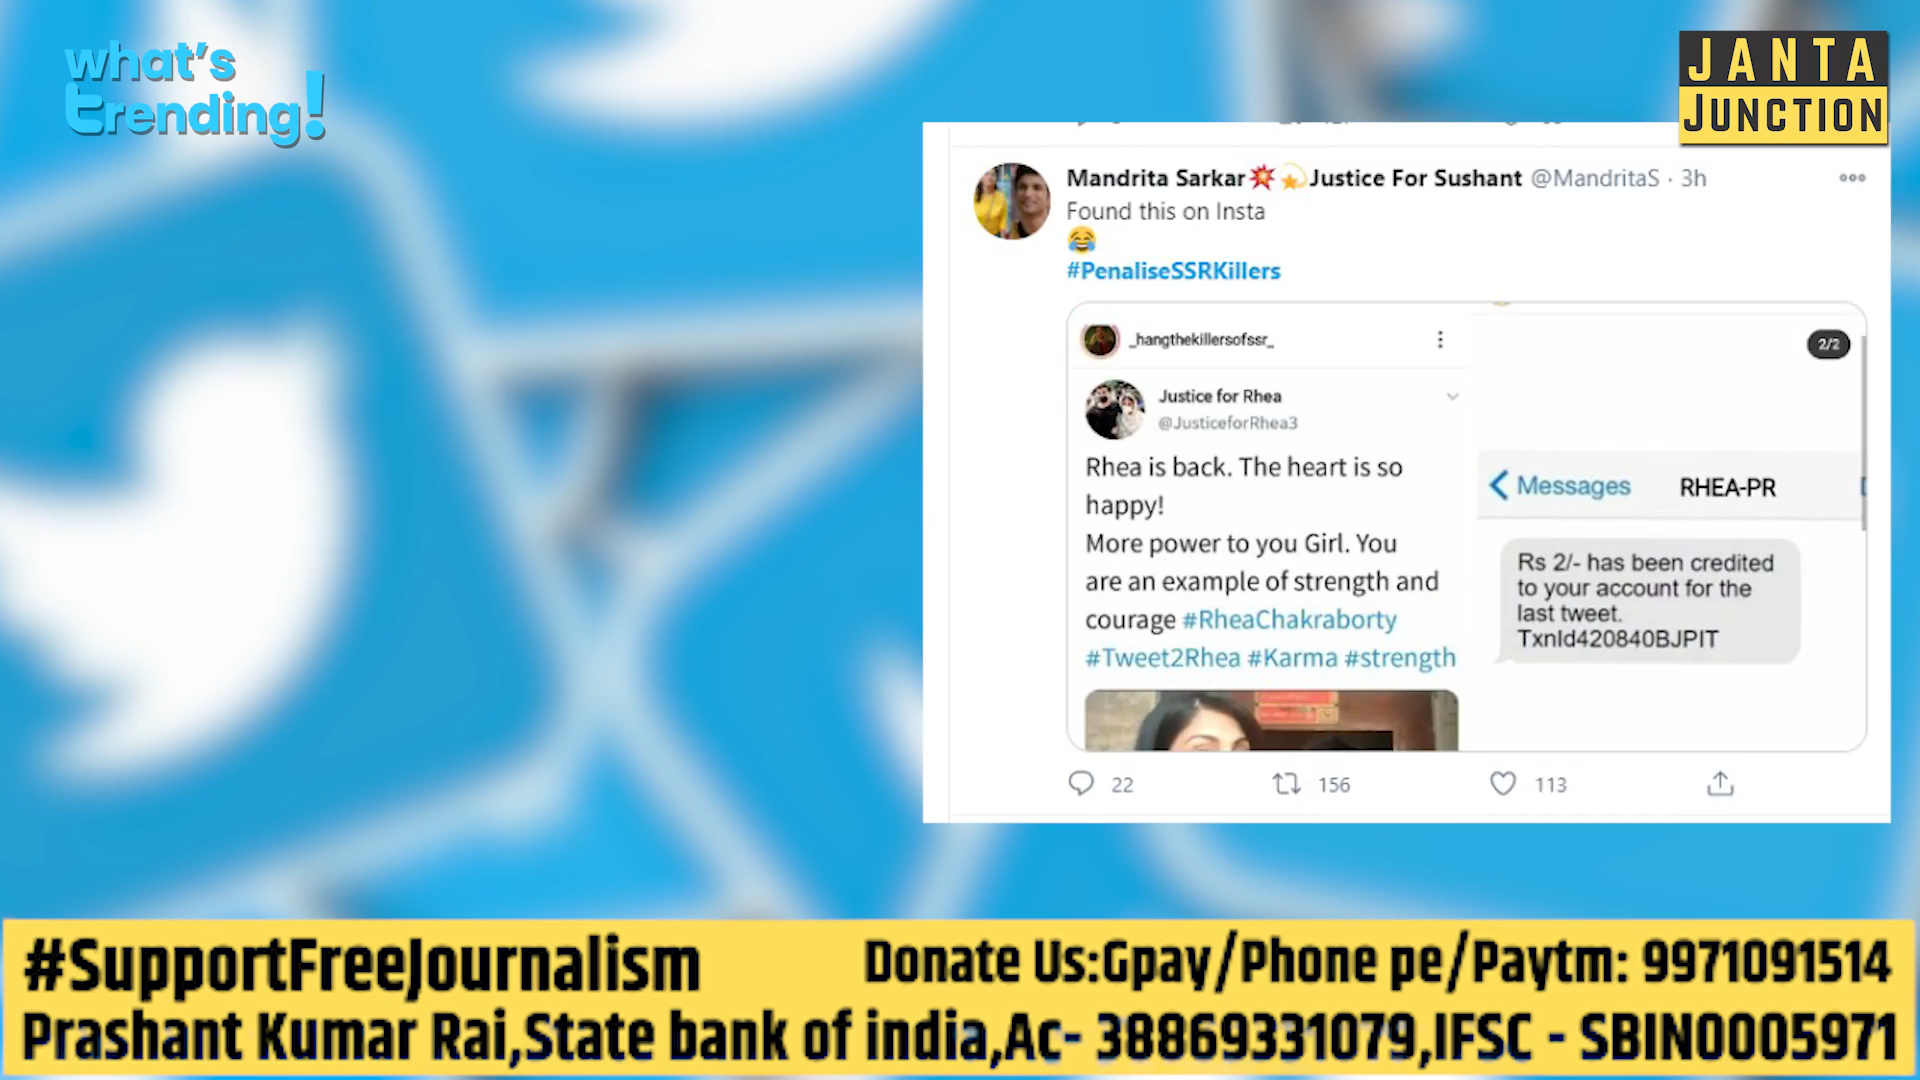 what's
trending!
JANTA
JUNCTION
Mandrita Sarkar💥💫Justice For Sushant @MandritaS · 3h
Found this on Insta
😂
#PenaliseSSRKillers
_hangthekillersofssr_
Justice for Rhea
@JusticeforRhea3
Rhea is back. The heart is so
happy!
More power to you Girl. You
are an example of strength and
courage #RheaChakraborty
#Tweet2Rhea #Karma #strength
2/2
Messages RHEA-PR
Rs 2/- has been credited
to your account for the
last tweet.
TxnId420840BJPIT
22 156 113
#SupportFreeJournalism Donate Us:Gpay/Phone pe/Paytm: 9971091514
Prashant Kumar Rai,State bank of india,Ac- 38869331079,IFSC - SBIN0005971